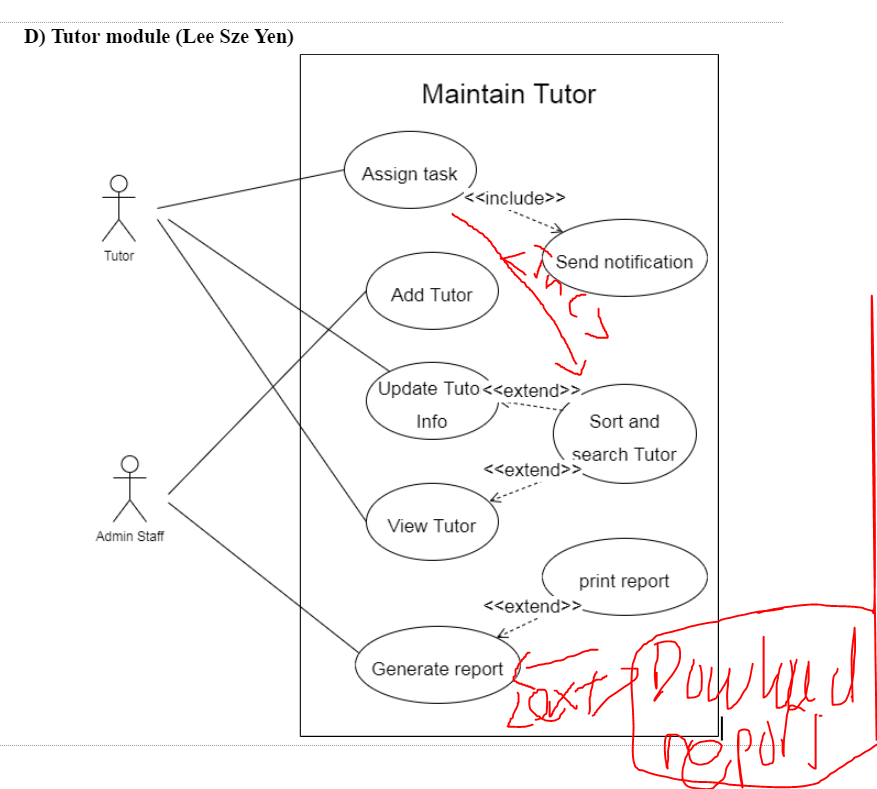 D) Tutor module (Lee Sze Yen)
Maintain Tutor
Assign task
<<include>>
Tutor
Send notification
Add Tutor
Update Tuto
Info
<<extend>>
Sort and
search Tutor
<<extend>>
View Tutor
Admin Staff
print report
<<extend>>
Generate report
Download
report